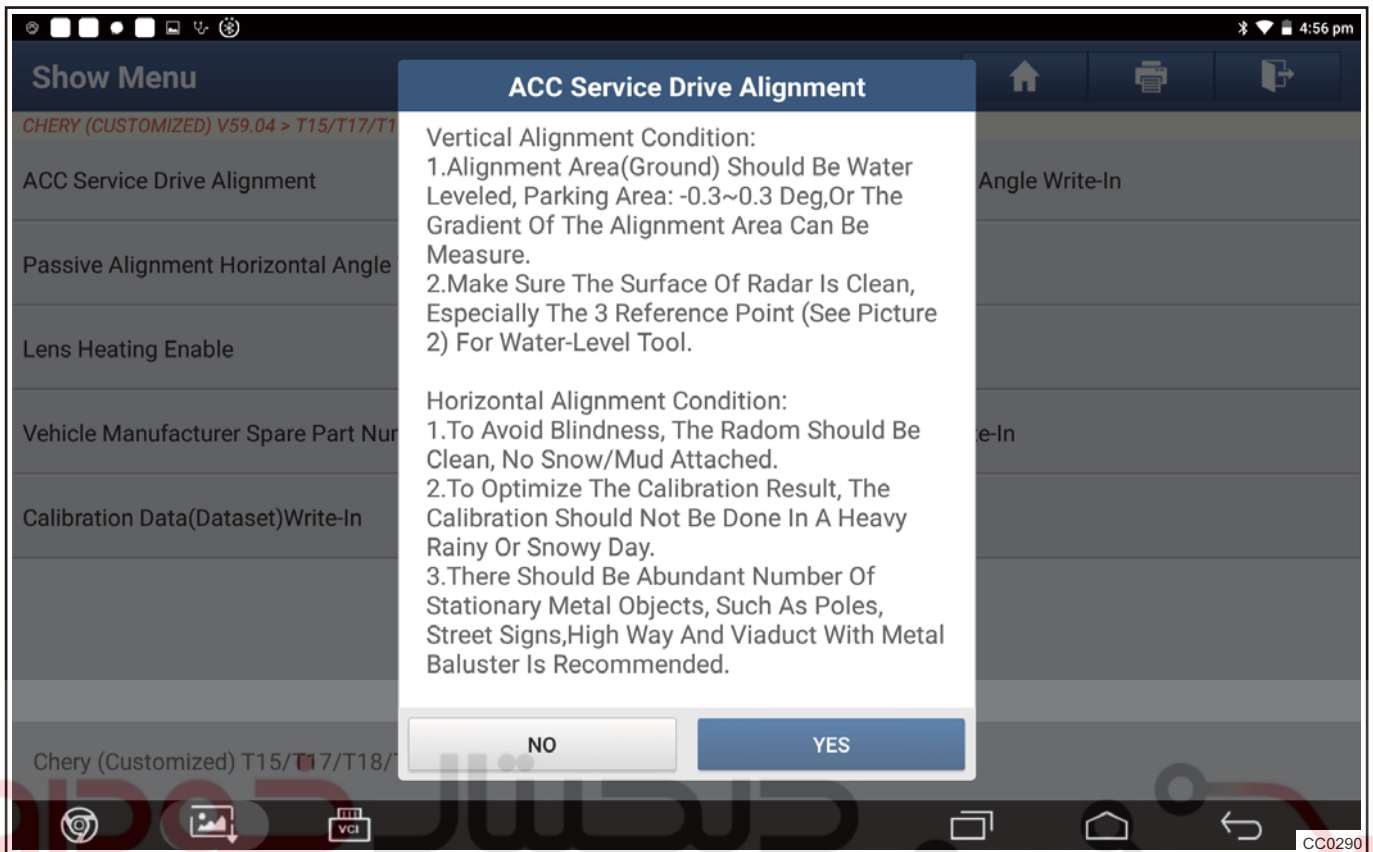 4:56 pm
Show Menu
CHERY (CUSTOMIZED) V59.04 > T15/T17/T1
ACC Service Drive Alignment
Angle Write-In
Passive Alignment Horizontal Angle
Lens Heating Enable
Vehicle Manufacturer Spare Part Nur
e-In
Calibration Data(Dataset)Write-In
ACC Service Drive Alignment
Vertical Alignment Condition:
1.Alignment Area(Ground) Should Be Water
Leveled, Parking Area: -0.3~0.3 Deg,Or The
Gradient Of The Alignment Area Can Be
Measure.
2.Make Sure The Surface Of Radar Is Clean,
Especially The 3 Reference Point (See Picture
2) For Water-Level Tool.
Horizontal Alignment Condition:
1.To Avoid Blindness, The Radom Should Be
Clean, No Snow/Mud Attached.
2.To Optimize The Calibration Result, The
Calibration Should Not Be Done In A Heavy
Rainy Or Snowy Day.
3.There Should Be Abundant Number Of
Stationary Metal Objects, Such As Poles,
Street Signs,High Way And Viaduct With Metal
Baluster Is Recommended.
NO
YES
Chery (Customized) T15/T17/T18/
VCI
CC0290